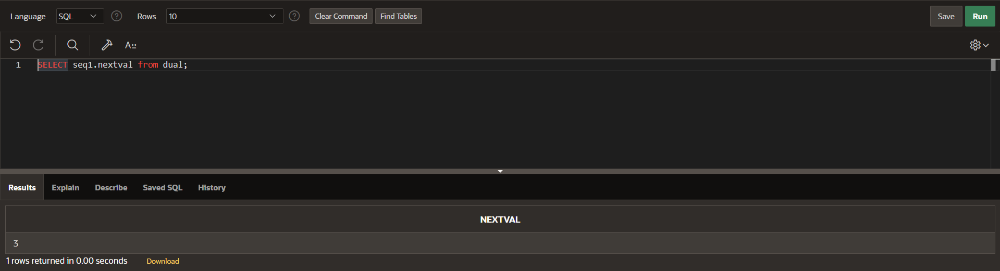 Language SQL Rows 10 Clear Command Find Tables Save Run
A::
1 SELECT seq1.nextval from dual;
Results Explain Describe Saved SQL History
NEXTVAL
3
1 rows returned in 0.00 seconds Download